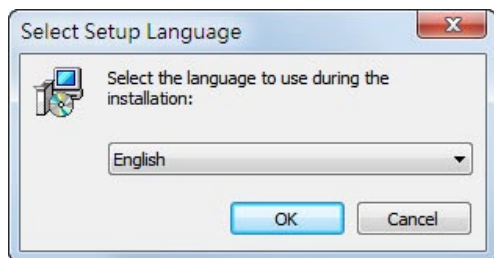 Select Setup Language
Select the language to use during the
installation:
English
OK
Cancel